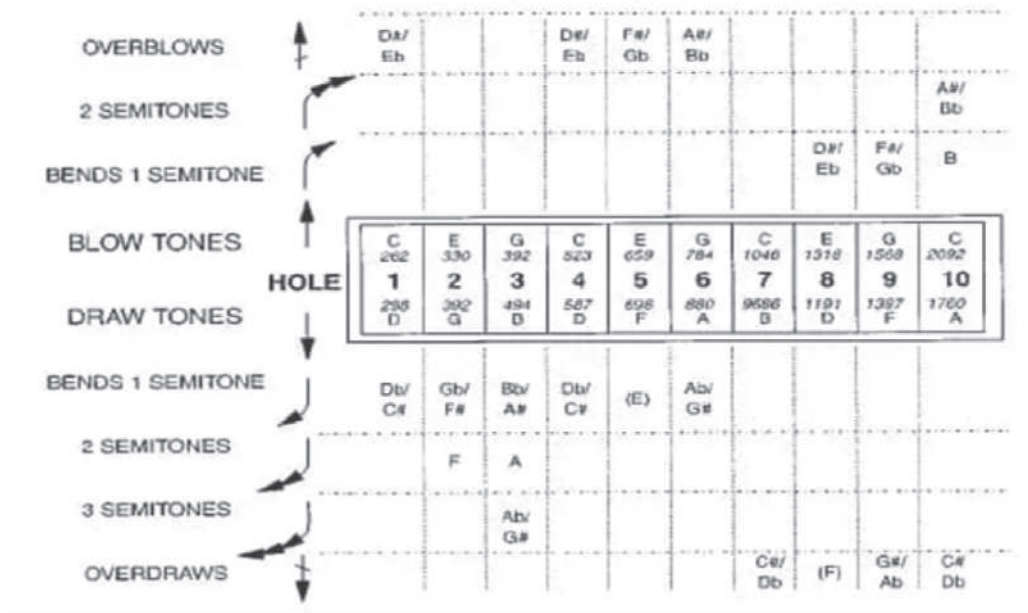 OVERBLOWS D#/ Eb D#/ Eb F#/ Gb A#/ Bb
2 SEMITONES A#/ Bb
BENDS 1 SEMITONE D#/ Eb F#/ Gb B
BLOW TONES C E G C E G C E G C
262 330 392 523 659 784 1046 1318 1568 2092
HOLE 1 2 3 4 5 6 7 8 9 10
298 392 494 587 698 880 9686 1191 1397 1760
DRAW TONES D G B D F A B D F A
BENDS 1 SEMITONE Db/ C# Gb/ F# Bb/ A# Db/ C# (E) Ab/ G#
2 SEMITONES F A
3 SEMITONES Ab/ G#
OVERDRAWS C#/ Db (F) G#/ Ab C# Db